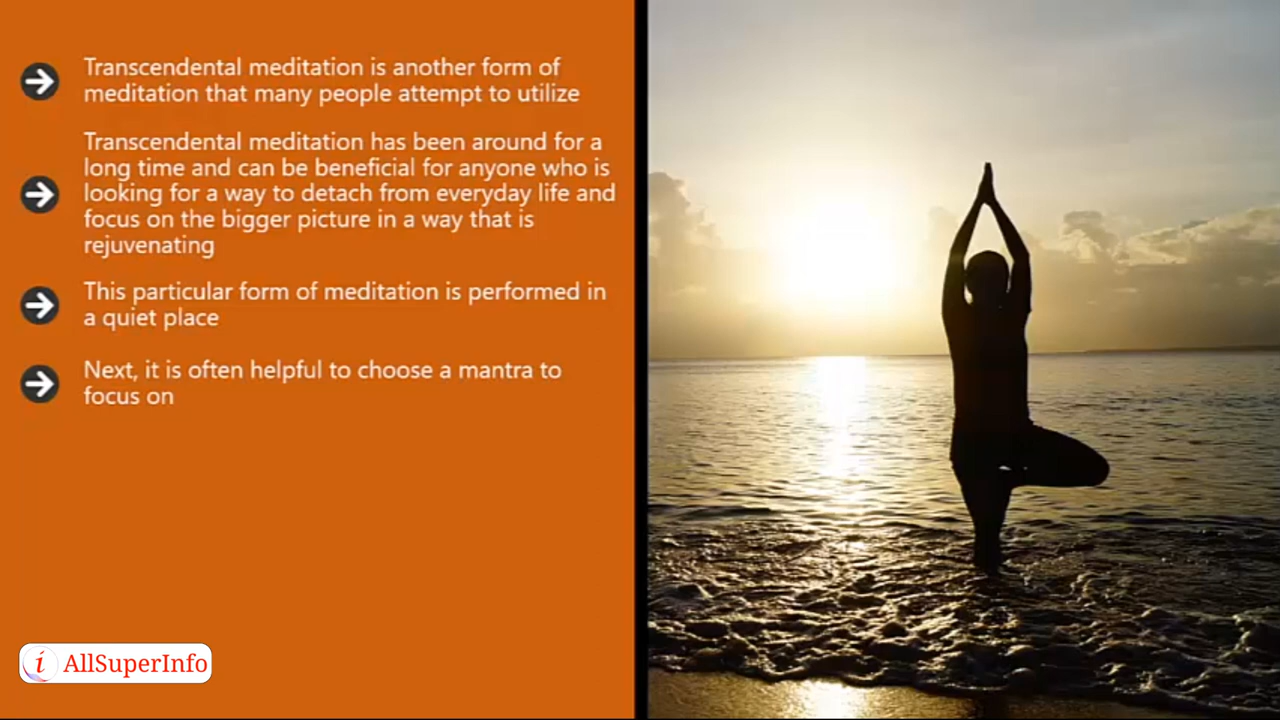 Transcendental meditation is another form of
meditation that many people attempt to utilize
Transcendental meditation has been around for a
long time and can be beneficial for anyone who is
looking for a way to detach from everyday life and
focus on the bigger picture in a way that is
rejuvenating
This particular form of meditation is performed in
a quiet place
Next, it is often helpful to choose a mantra to
focus on
i AllSuperInfo